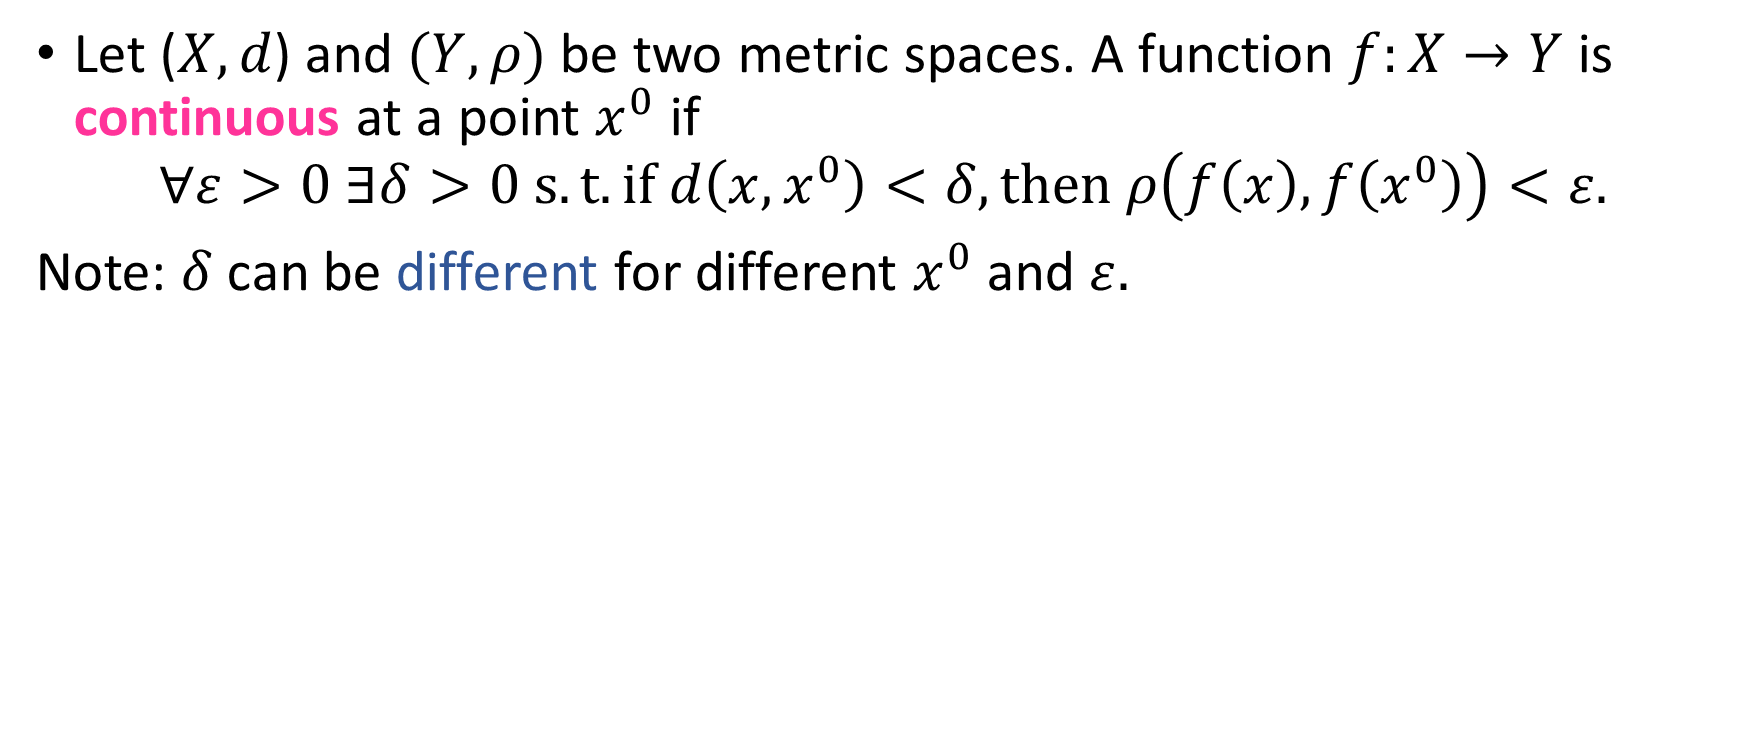 • Let (𝑋, 𝑑) and (𝑌, 𝜌) be two metric spaces. A function 𝑓: 𝑋 → 𝑌 is
continuous at a point 𝑥⁰ if
∀𝜀 > 0 ∃𝛿 > 0 s. t. if 𝑑(𝑥, 𝑥⁰) < 𝛿, then 𝜌(𝑓(𝑥), 𝑓(𝑥⁰)) < 𝜀.
Note: 𝛿 can be different for different 𝑥⁰ and 𝜀.